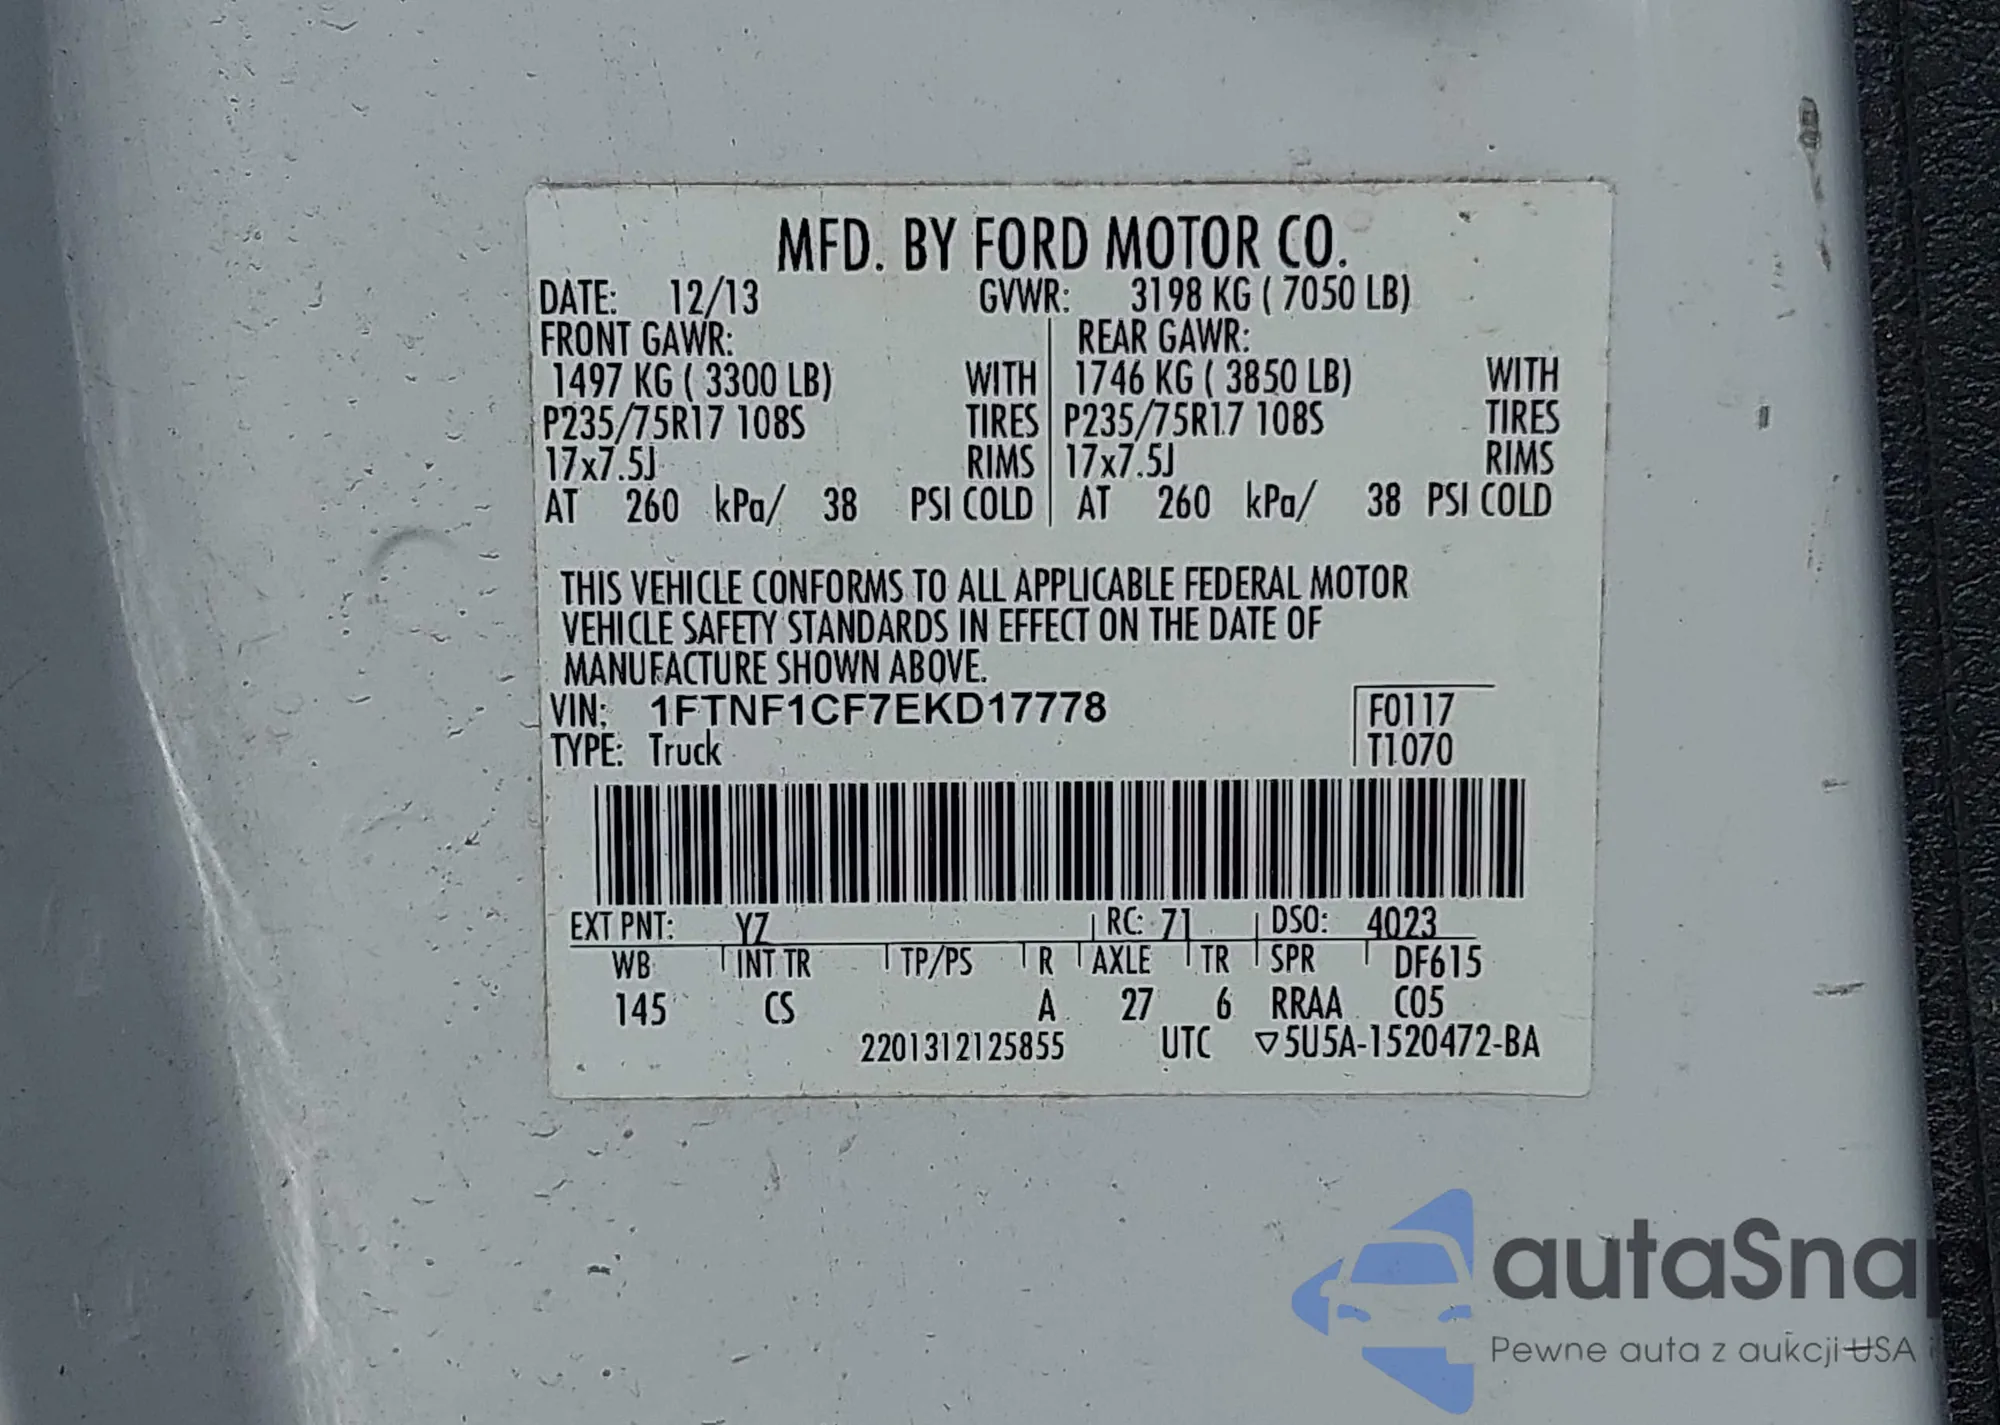 MFD. BY FORD MOTOR CO.
DATE: 12/13 GVWR: 3198 KG ( 7050 LB)
FRONT GAWR: REAR GAWR:
1497 KG ( 3300 LB) WITH 1746 KG ( 3850 LB) WITH
P235/75R17 108S TIRES P235/75R17 108S TIRES
17x7.5J RIMS 17x7.5J RIMS
AT 260 kPa/ 38 PSI COLD AT 260 kPa/ 38 PSI COLD
THIS VEHICLE CONFORMS TO ALL APPLICABLE FEDERAL MOTOR
VEHICLE SAFETY STANDARDS IN EFFECT ON THE DATE OF
MANUFACTURE SHOWN ABOVE.
VIN: 1FTNF1CF7EKD17778 F0117
TYPE: Truck T1070
EXT PNT: YZ RC: 71 DSO: 4023
WB INT TR TP/PS R AXLE TR SPR DF615
145 CS A 27 6 RRAA C05
2201312125855 UTC ▽5U5A-1520472-BA
autaSna
Pewne auta z aukcji USA i